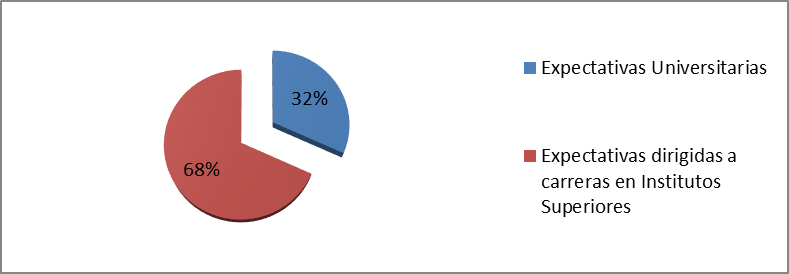 32%
68%
Expectativas Universitarias
Expectativas dirigidas a
carreras en Institutos
Superiores